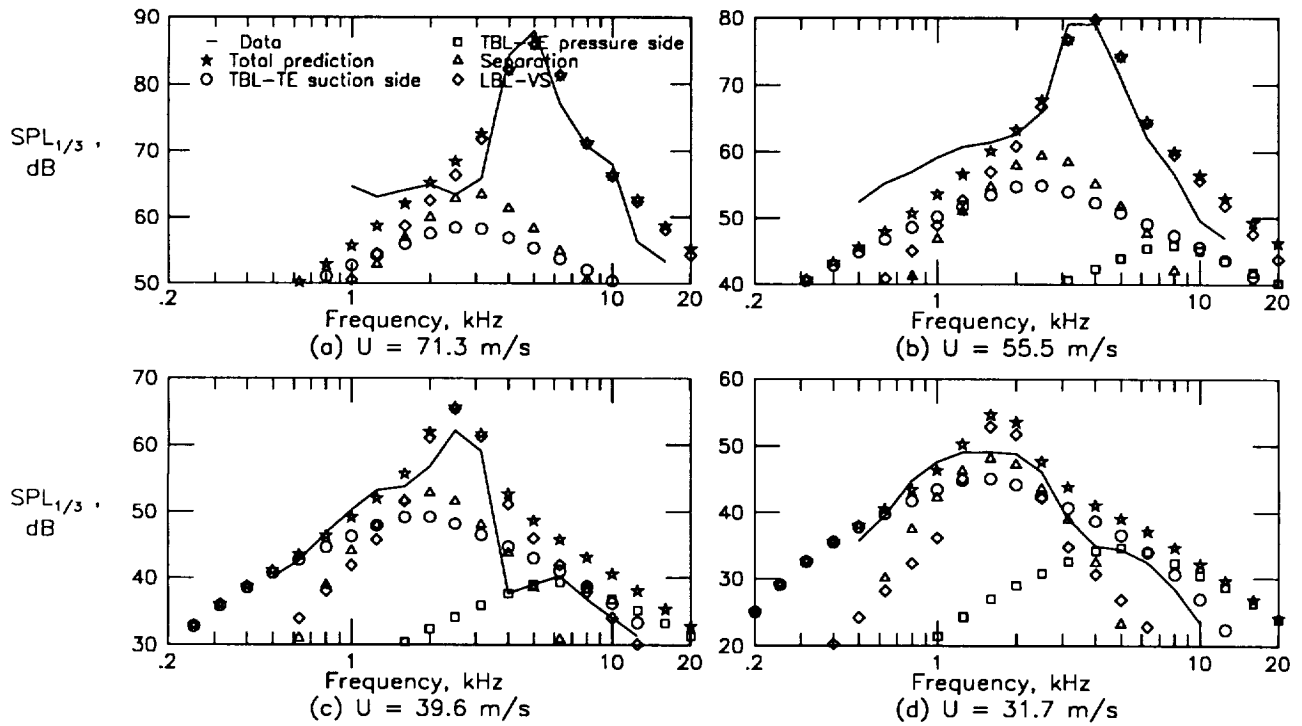 90
80
70
60
50
SPL1/3 ,
dB
— Data
★ Total prediction
○ TBL-TE suction side
□ TBL-TE pressure side
△ Separation
◇ LBL-VS
.2 1 10 20
Frequency, kHz
(a) U = 71.3 m/s
80
70
60
50
40
.2 1 10 20
Frequency, kHz
(b) U = 55.5 m/s
70
60
50
40
30
SPL1/3 ,
dB
.2 1 10 20
Frequency, kHz
(c) U = 39.6 m/s
60
50
40
30
20
.2 1 10 20
Frequency, kHz
(d) U = 31.7 m/s